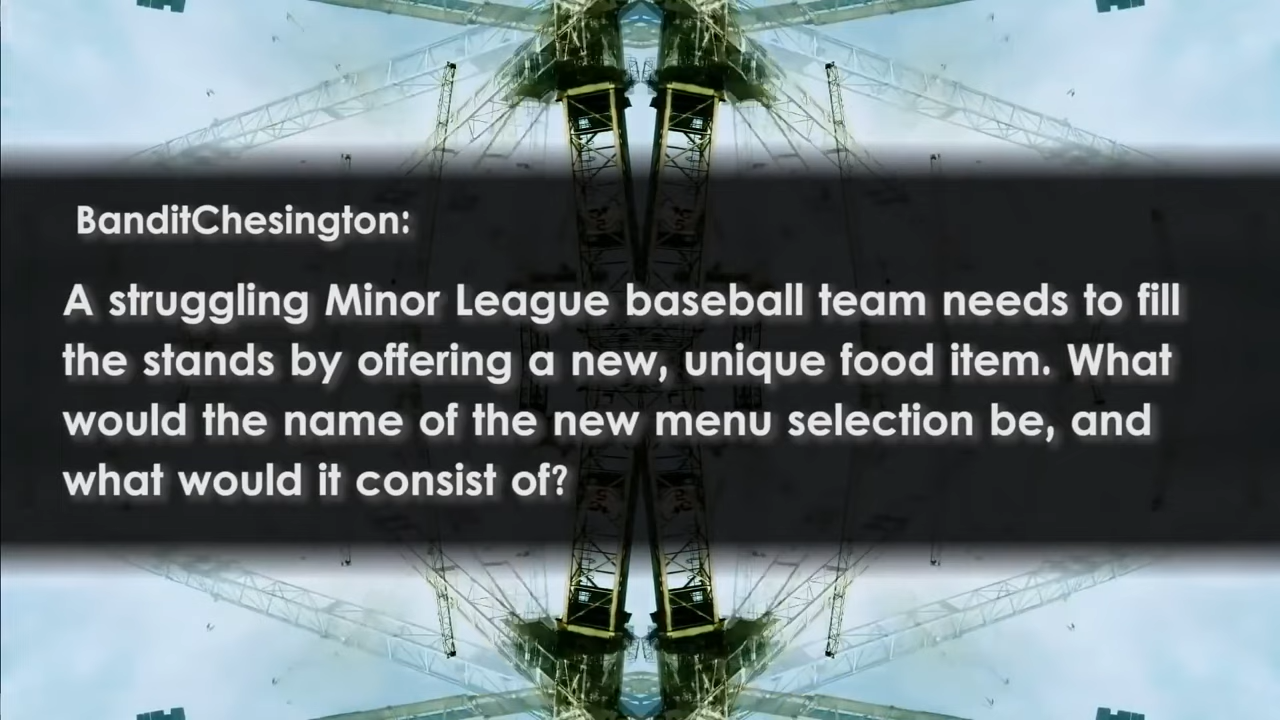 BanditChesington:
A struggling Minor League baseball team needs to fill
the stands by offering a new, unique food item. What
would the name of the new menu selection be, and
what would it consist of?